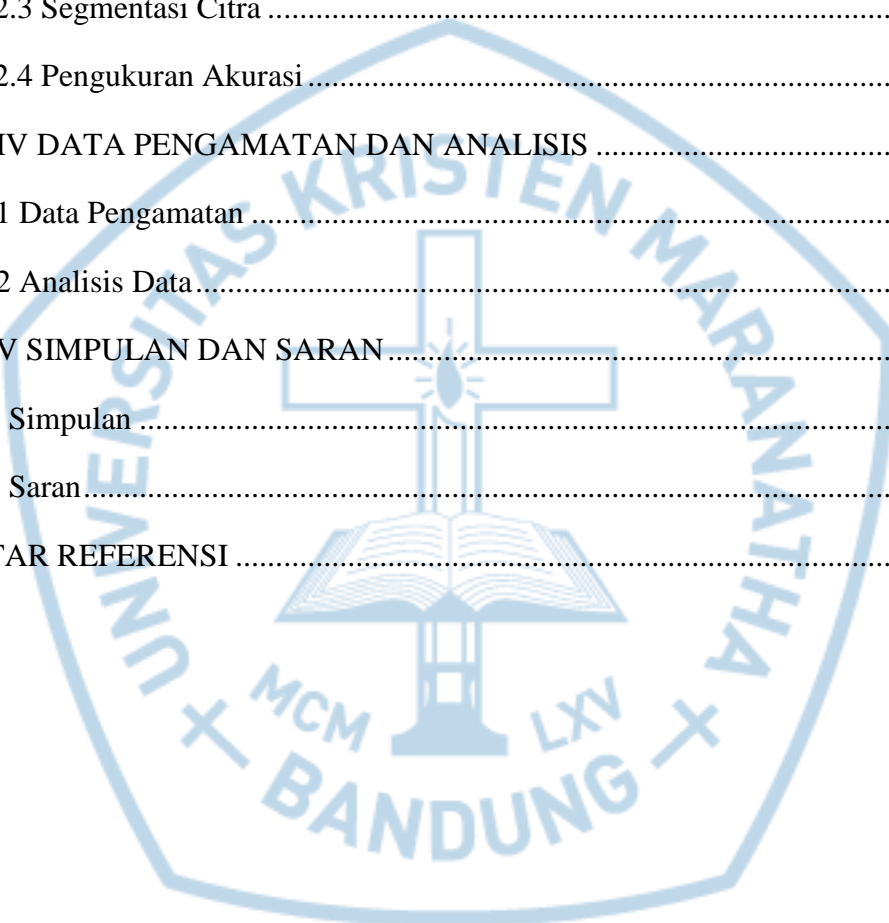 2.3 Segmentasi Citra ................................................................................
2.4 Pengukuran Akurasi ...........................................................................
IV DATA PENGAMATAN DAN ANALISIS .......................................
1 Data Pengamatan ..................................................................................
2 Analisis Data ........................................................................................
V SIMPULAN DAN SARAN .................................................................
Simpulan .................................................................................................
Saran ........................................................................................................
TAR REFERENSI ....................................................................................
UNIVERSITAS KRISTEN MARANATHA
MCM LXV
BANDUNG